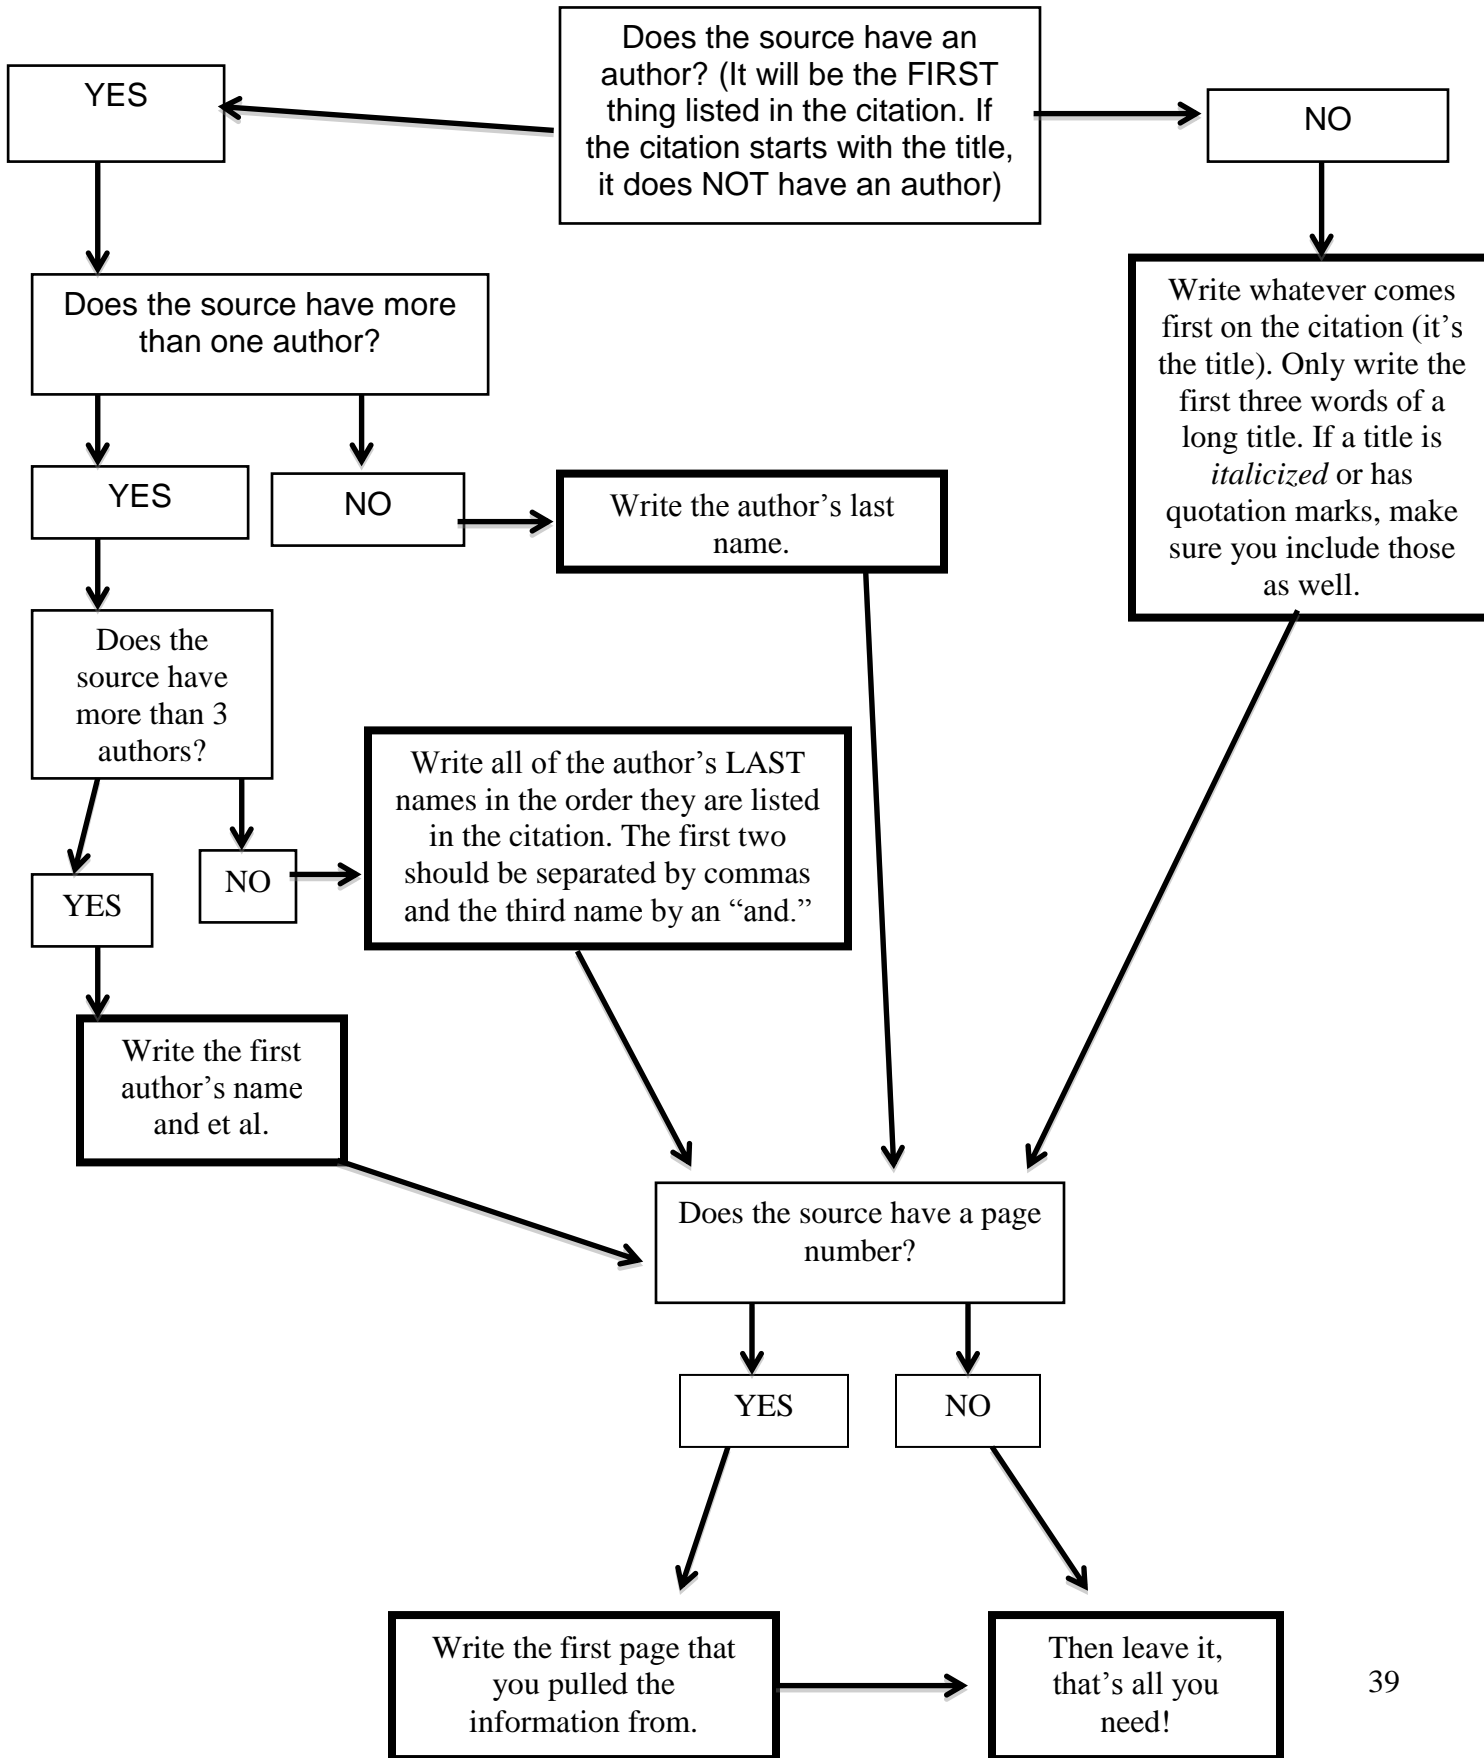 Does the source have an
author? (It will be the FIRST
thing listed in the citation. If
the citation starts with the title,
it does NOT have an author)
YES
NO
Does the source have more
than one author?
Write whatever comes
first on the citation (it’s
the title). Only write the
first three words of a
long title. If a title is
italicized or has
quotation marks, make
sure you include those
as well.
YES
NO
Write the author’s last
name.
Does the
source have
more than 3
authors?
Write all of the author’s LAST
names in the order they are listed
in the citation. The first two
should be separated by commas
and the third name by an “and.”
YES
NO
Write the first
author’s name
and et al.
Does the source have a page
number?
YES
NO
Write the first page that
you pulled the
information from.
Then leave it,
that’s all you
need!
39